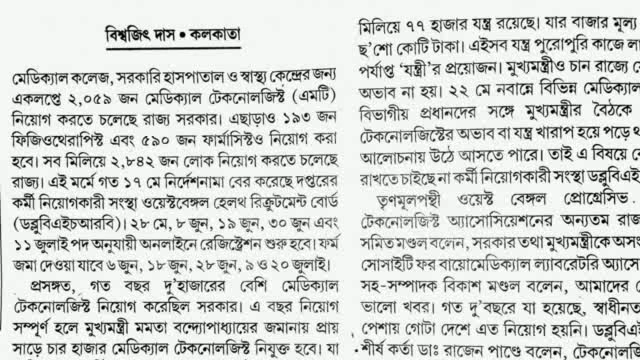 বিশ্বজিৎ দাস • কলকাতা
মেডিক্যাল কলেজ, সরকারি হাসপাতাল ও স্বাস্থ্য কেন্দ্রের জন্য
একলপ্তে ২,০৫৯ জন মেডিক্যাল টেকনোলজিস্ট (এমটি)
নিয়োগ করতে চলেছে রাজ্য সরকার। এছাড়াও ১৯৩ জন
ফিজিওথেরাপিস্ট এবং ৫৯০ জন ফার্মাসিস্টও নিয়োগ করা
হবে। সব মিলিয়ে ২,৮৪২ জন লোক নিয়োগ করতে চলেছে
রাজ্য। এই মর্মে গত ১৭ মে নির্দেশনামা বের করেছে দপ্তরের
কর্মী নিয়োগকারী সংস্থা ওয়েস্টবেঙ্গল হেলথ রিক্রুটমেন্ট বোর্ড
(ডব্লুবিএইচআরবি)। ২৮ মে, ৮ জুন, ১৯ জুন, ৩০ জুন এবং
১১ জুলাই পদ অনুযায়ী অনলাইনে রেজিস্ট্রেশন শুরু হবে। ফর্ম
জমা দেওয়া যাবে ৬ জুন, ১৮ জুন, ২৮ জুন, ৯ ও ২০ জুলাই।
প্রসঙ্গত, গত বছর দু'হাজারের বেশি মেডিক্যাল
টেকনোলজিস্ট নিয়োগ করেছিল সরকার। এ বছর নিয়োগ
সম্পূর্ণ হলে মুখ্যমন্ত্রী মমতা বন্দ্যোপাধ্যায়ের জমানায় প্রায়
সাড়ে চার হাজার মেডিক্যাল টেকনোলজিস্ট নিযুক্ত হবে। যা
মিলিয়ে ৭৭ হাজার যন্ত্র রয়েছে। যার বাজার মূল্য
ছ'শো কোটি টাকা। এইসব যন্ত্র পুরোপুরি কাজে
পর্যাপ্ত 'যন্ত্রী'র প্রয়োজন। মুখ্যমন্ত্রীও চান রাজ্যে
অভাব না হয়। ২২ মে নবান্নে বিভিন্ন
বিভাগীয় প্রধানদের সঙ্গে মুখ্যমন্ত্রীর বৈঠকে
টেকনোলজিস্টের অভাব বা যন্ত্র খারাপ হয়ে পড়ে
আলোচনায় উঠে আসতে পারে। তাই এ বিষয়ে
রাখতে চাইছে না কর্মী নিয়োগকারী সংস্থা
তৃণমূলপন্থী ওয়েস্ট বেঙ্গল প্রোগ্রেসিভ
টেকনোলজিস্ট অ্যাসোসিয়েশনের অন্যতম
সমিত মণ্ডল বলেন, সরকার তথা মুখ্যমন্ত্রীকে
সোসাইটি ফর বায়োমেডিক্যাল ল্যাবরেটরি
সহ-সম্পাদক বিকাশ মণ্ডল বলেন, আমাদের
ভালো খবর। গত দু'বছরে যা হয়েছে,
পেশায় গোটা দেশে এত নিয়োগ হয়নি।
শীর্ষ কর্তা ডাঃ রাজেন পাণ্ডে বলেন,